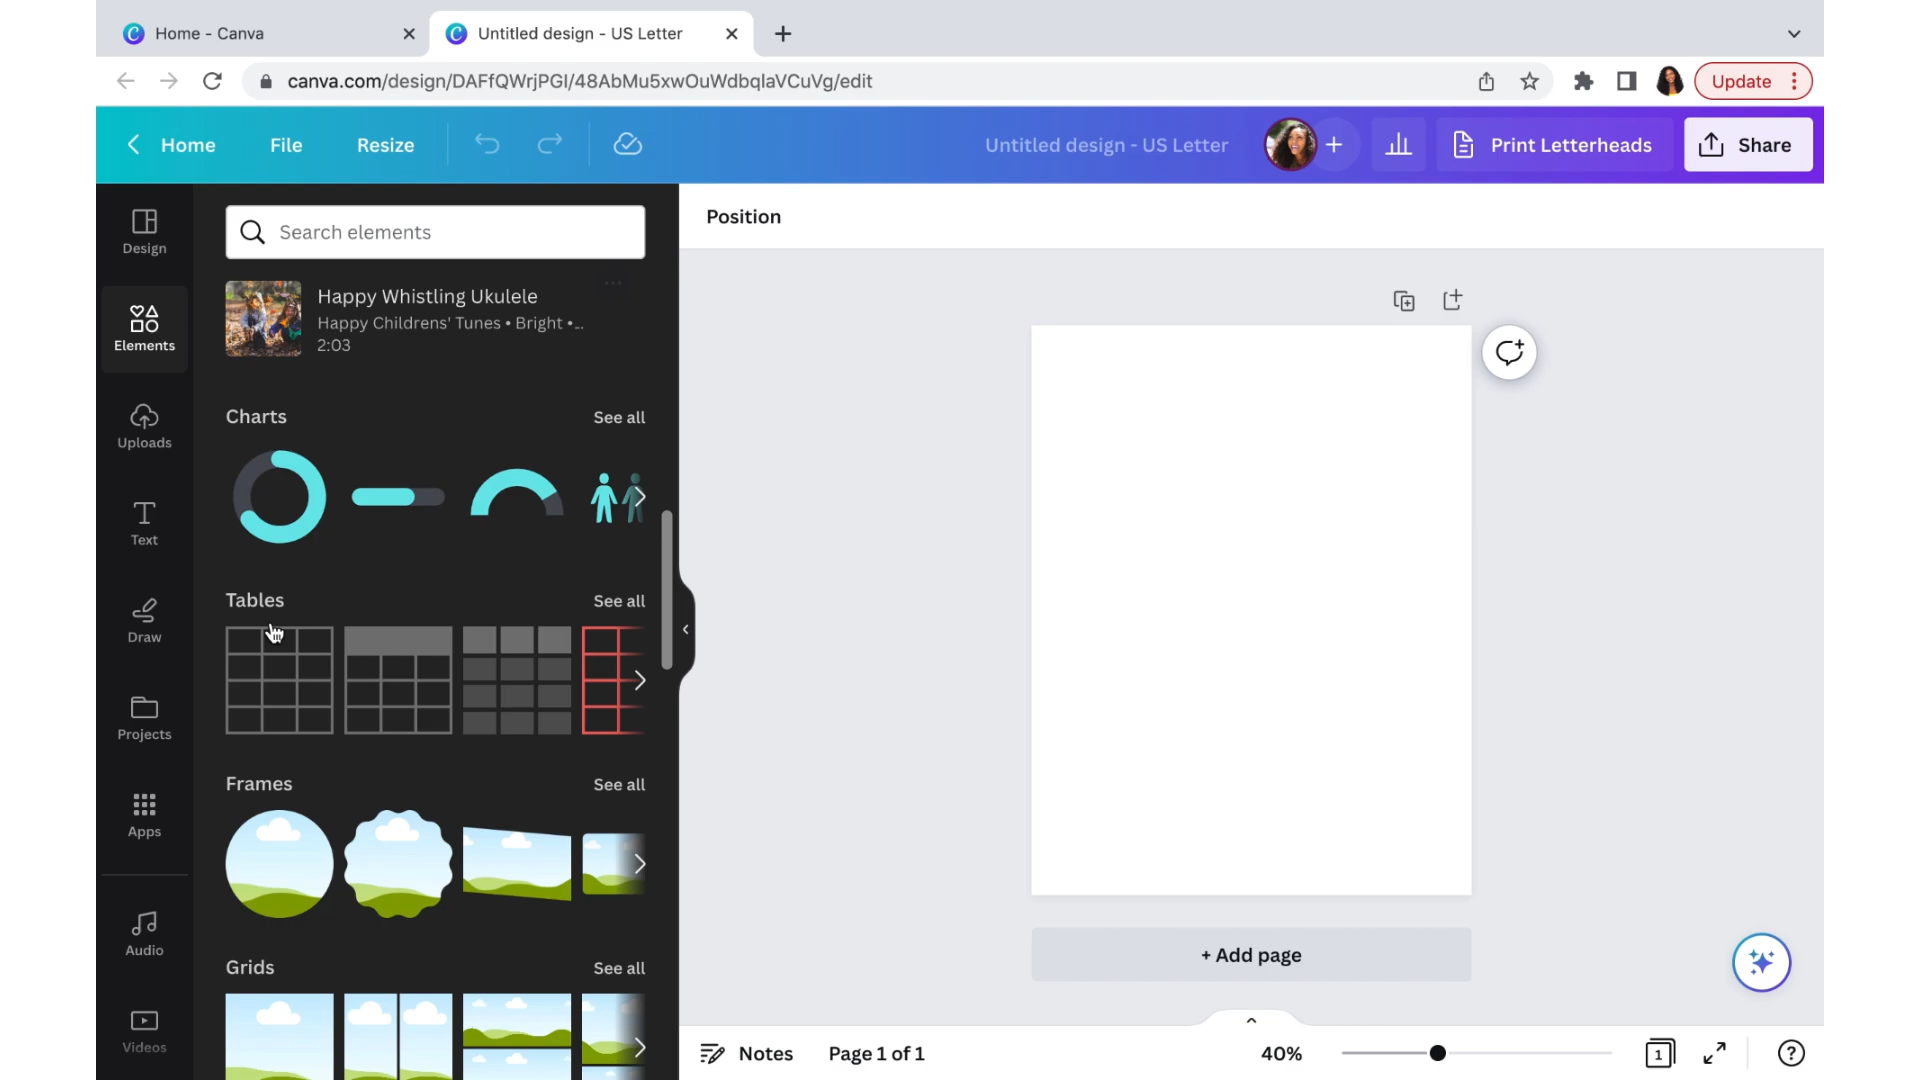 Home - Canva
Untitled design - US Letter
canva.com/design/DAFfQWrjPGI/48AbMu5xwOuWdbqlaVCuVg/edit
Update
Home
File
Resize
Untitled design - US Letter
Print Letterheads
Share
Design
Elements
Uploads
Text
Draw
Projects
Apps
Audio
Videos
Search elements
Happy Whistling Ukulele
Happy Childrens' Tunes • Bright •...
2:03
Charts
See all
Tables
See all
Frames
See all
Grids
See all
Position
+ Add page
Notes
Page 1 of 1
40%
1